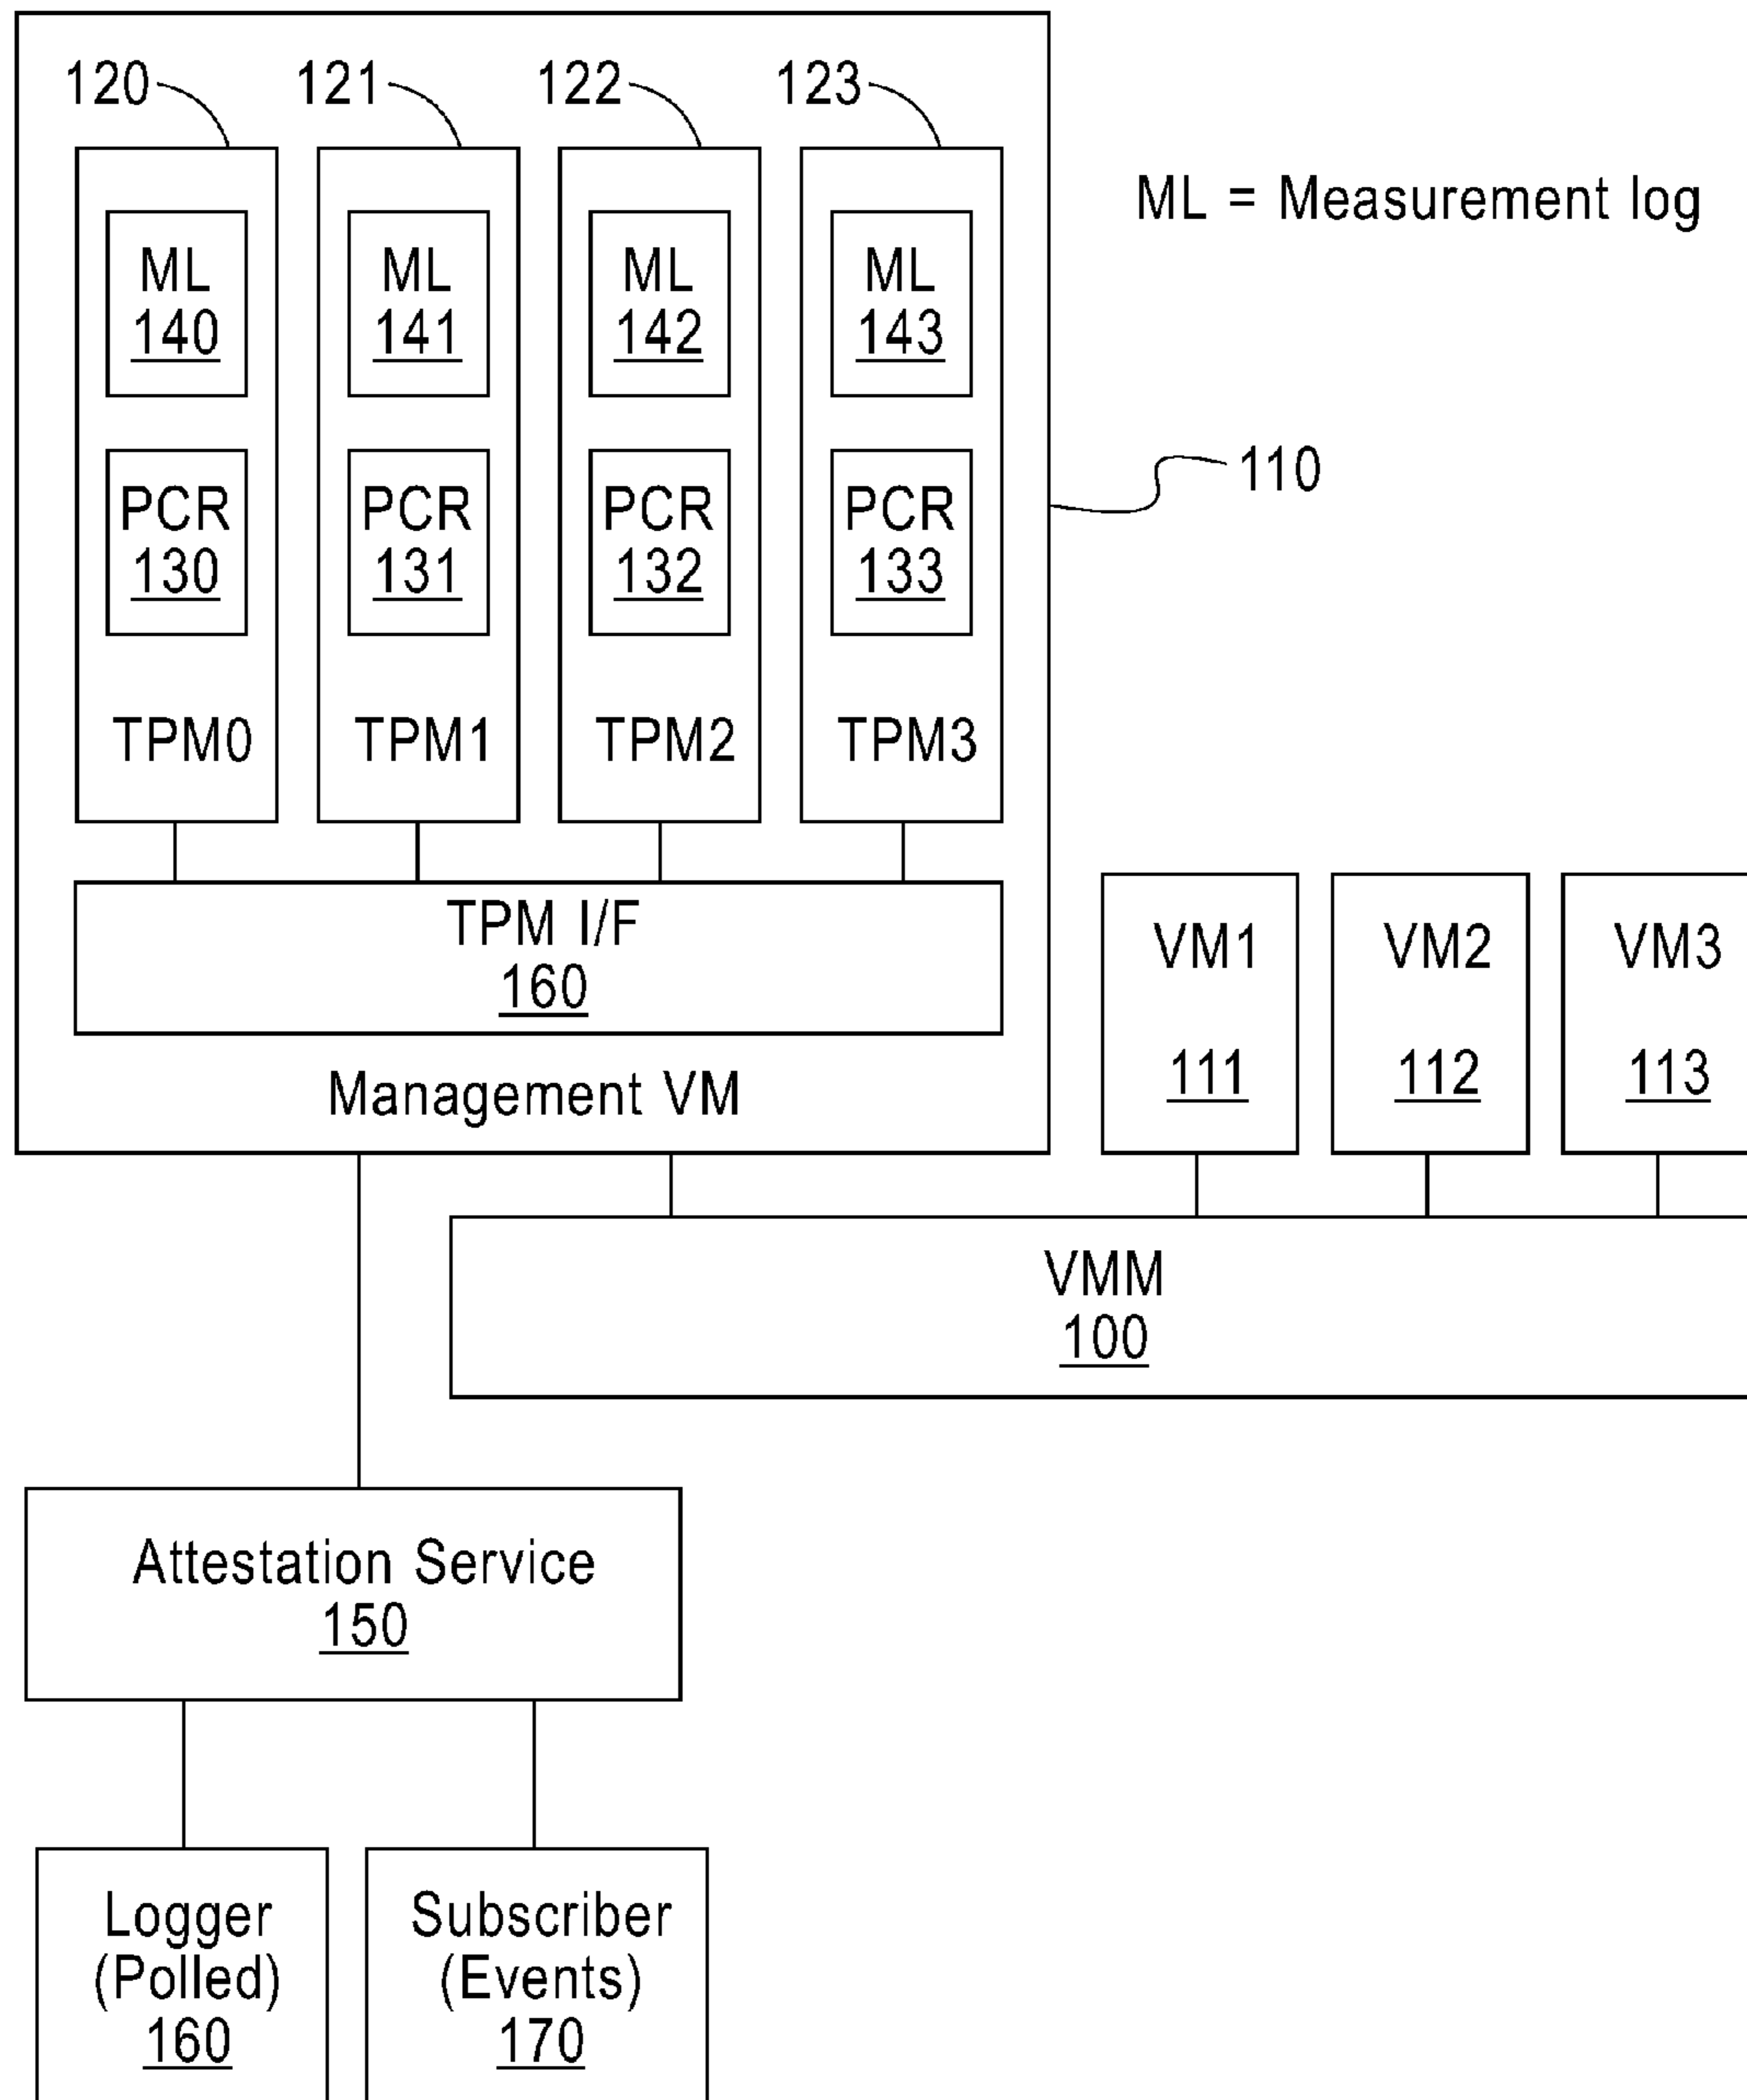 120 121 122 123
ML = Measurement log
ML ML ML ML
140 141 142 143
110
PCR PCR PCR PCR
130 131 132 133
TPM0 TPM1 TPM2 TPM3
TPM I/F
160
Management VM
VM1 VM2 VM3
111 112 113
VMM
100
Attestation Service
150
Logger
(Polled)
160
Subscriber
(Events)
170